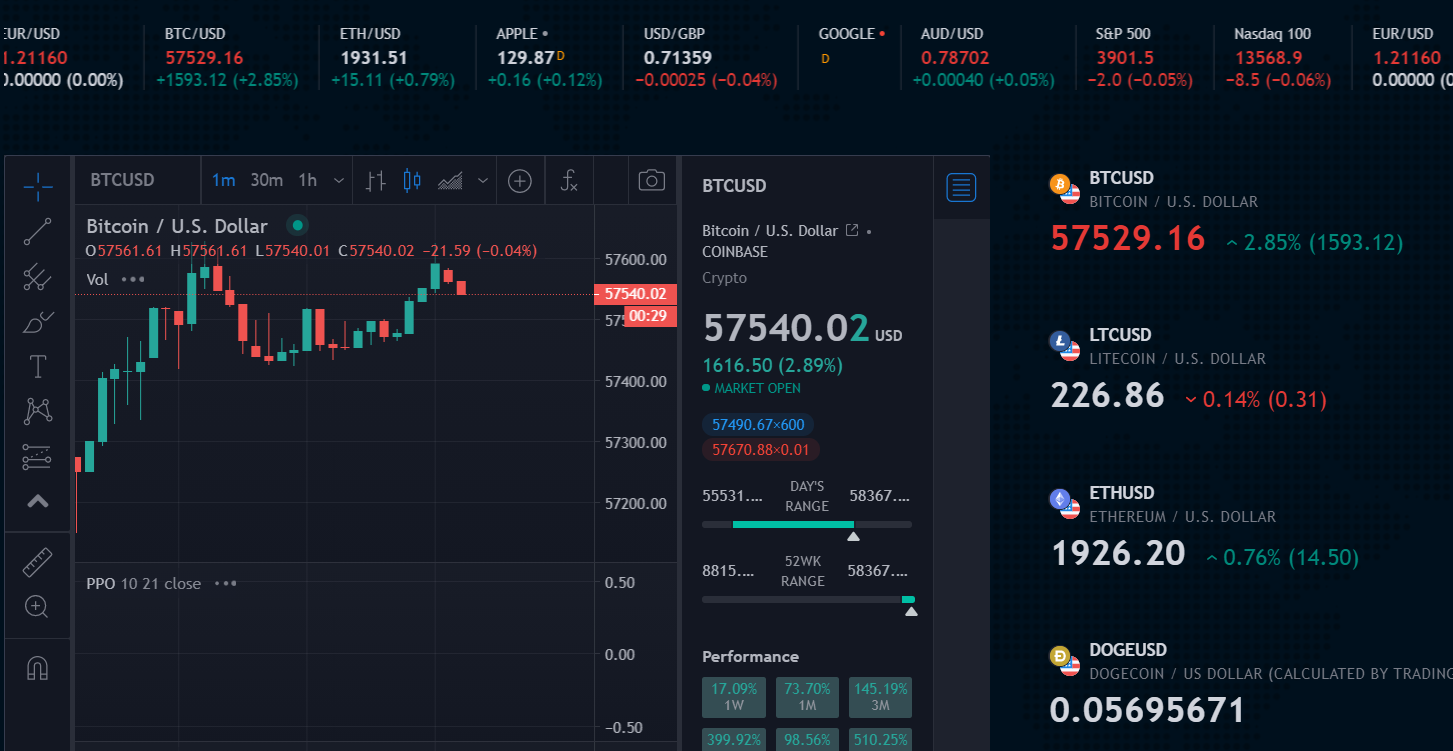 EUR/USD BTC/USD ETH/USD APPLE USD/GBP GOOGLE AUD/USD S&P 500 Nasdaq 100 EUR/USD
1.21160 57529.16 1931.51 129.87 D 0.71359 D 0.78702 3901.5 13568.9 1.21160
0.00000 (0.00%) +1593.12 (+2.85%) +15.11 (+0.79%) +0.16 (+0.12%) −0.00025 (−0.04%) +0.00040 (+0.05%) −2.0 (−0.05%) −8.5 (−0.06%) 0.00000 (0
BTCUSD 1m 30m 1h
Bitcoin / U.S. Dollar
O57561.61 H57561.61 L57540.01 C57540.02 −21.59 (−0.04%)
Vol
57600.00
57540.02
00:29
57400.00
57300.00
57200.00
PPO 10 21 close
0.50
0.00
−0.50
BTCUSD
Bitcoin / U.S. Dollar
COINBASE
Crypto
57540.02 USD
1616.50 (2.89%)
MARKET OPEN
57490.67×600
57670.88×0.01
55531.... DAY'S RANGE 58367....
8815.... 52WK RANGE 58367....
Performance
17.09% 73.70% 145.19%
1W 1M 3M
399.92% 98.56% 510.25%
BTCUSD
BITCOIN / U.S. DOLLAR
57529.16 2.85% (1593.12)
LTCUSD
LITECOIN / U.S. DOLLAR
226.86 0.14% (0.31)
ETHUSD
ETHEREUM / U.S. DOLLAR
1926.20 0.76% (14.50)
DOGEUSD
DOGECOIN / US DOLLAR (CALCULATED BY TRADING
0.05695671